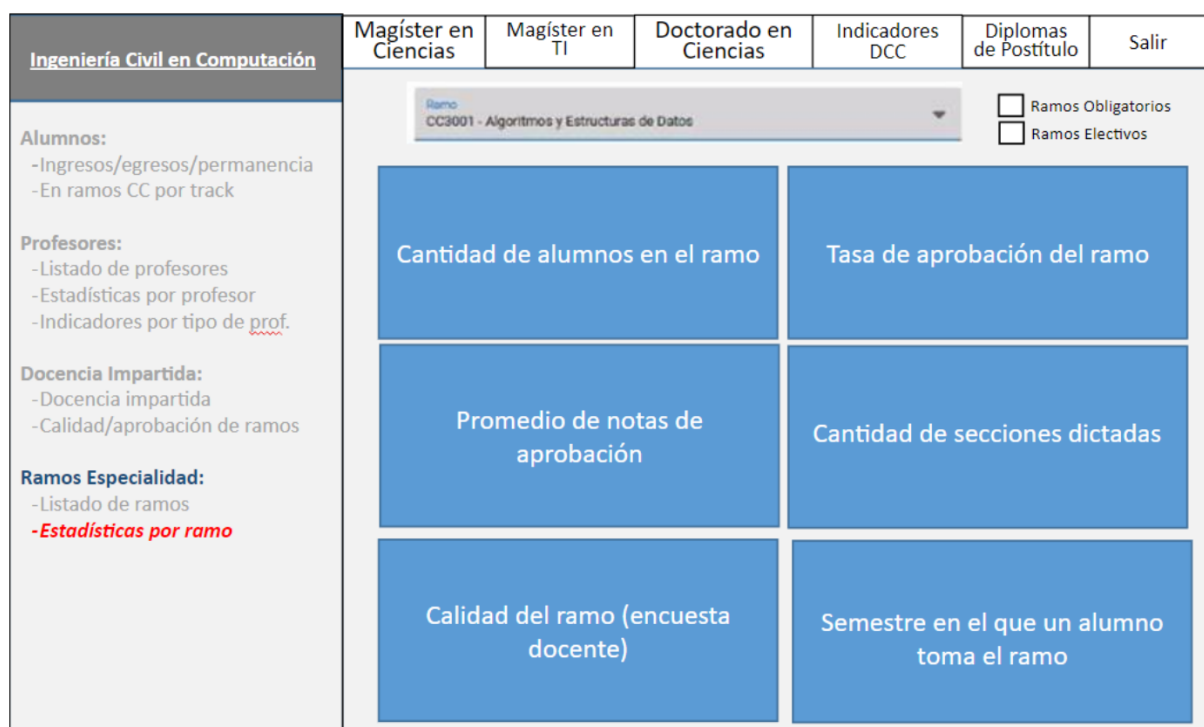 Ingeniería Civil en Computación
Magíster en
Ciencias
Magíster en
TI
Doctorado en
Ciencias
Indicadores
DCC
Diplomas
de Postítulo
Salir
Ramo
CC3001 - Algoritmos y Estructuras de Datos
Ramos Obligatorios
Ramos Electivos
Alumnos:
-Ingresos/egresos/permanencia
-En ramos CC por track
Profesores:
-Listado de profesores
-Estadísticas por profesor
-Indicadores por tipo de prof.
Docencia Impartida:
-Docencia impartida
-Calidad/aprobación de ramos
Ramos Especialidad:
-Listado de ramos
-Estadísticas por ramo
Cantidad de alumnos en el ramo
Tasa de aprobación del ramo
Promedio de notas de
aprobación
Cantidad de secciones dictadas
Calidad del ramo (encuesta
docente)
Semestre en el que un alumno
toma el ramo